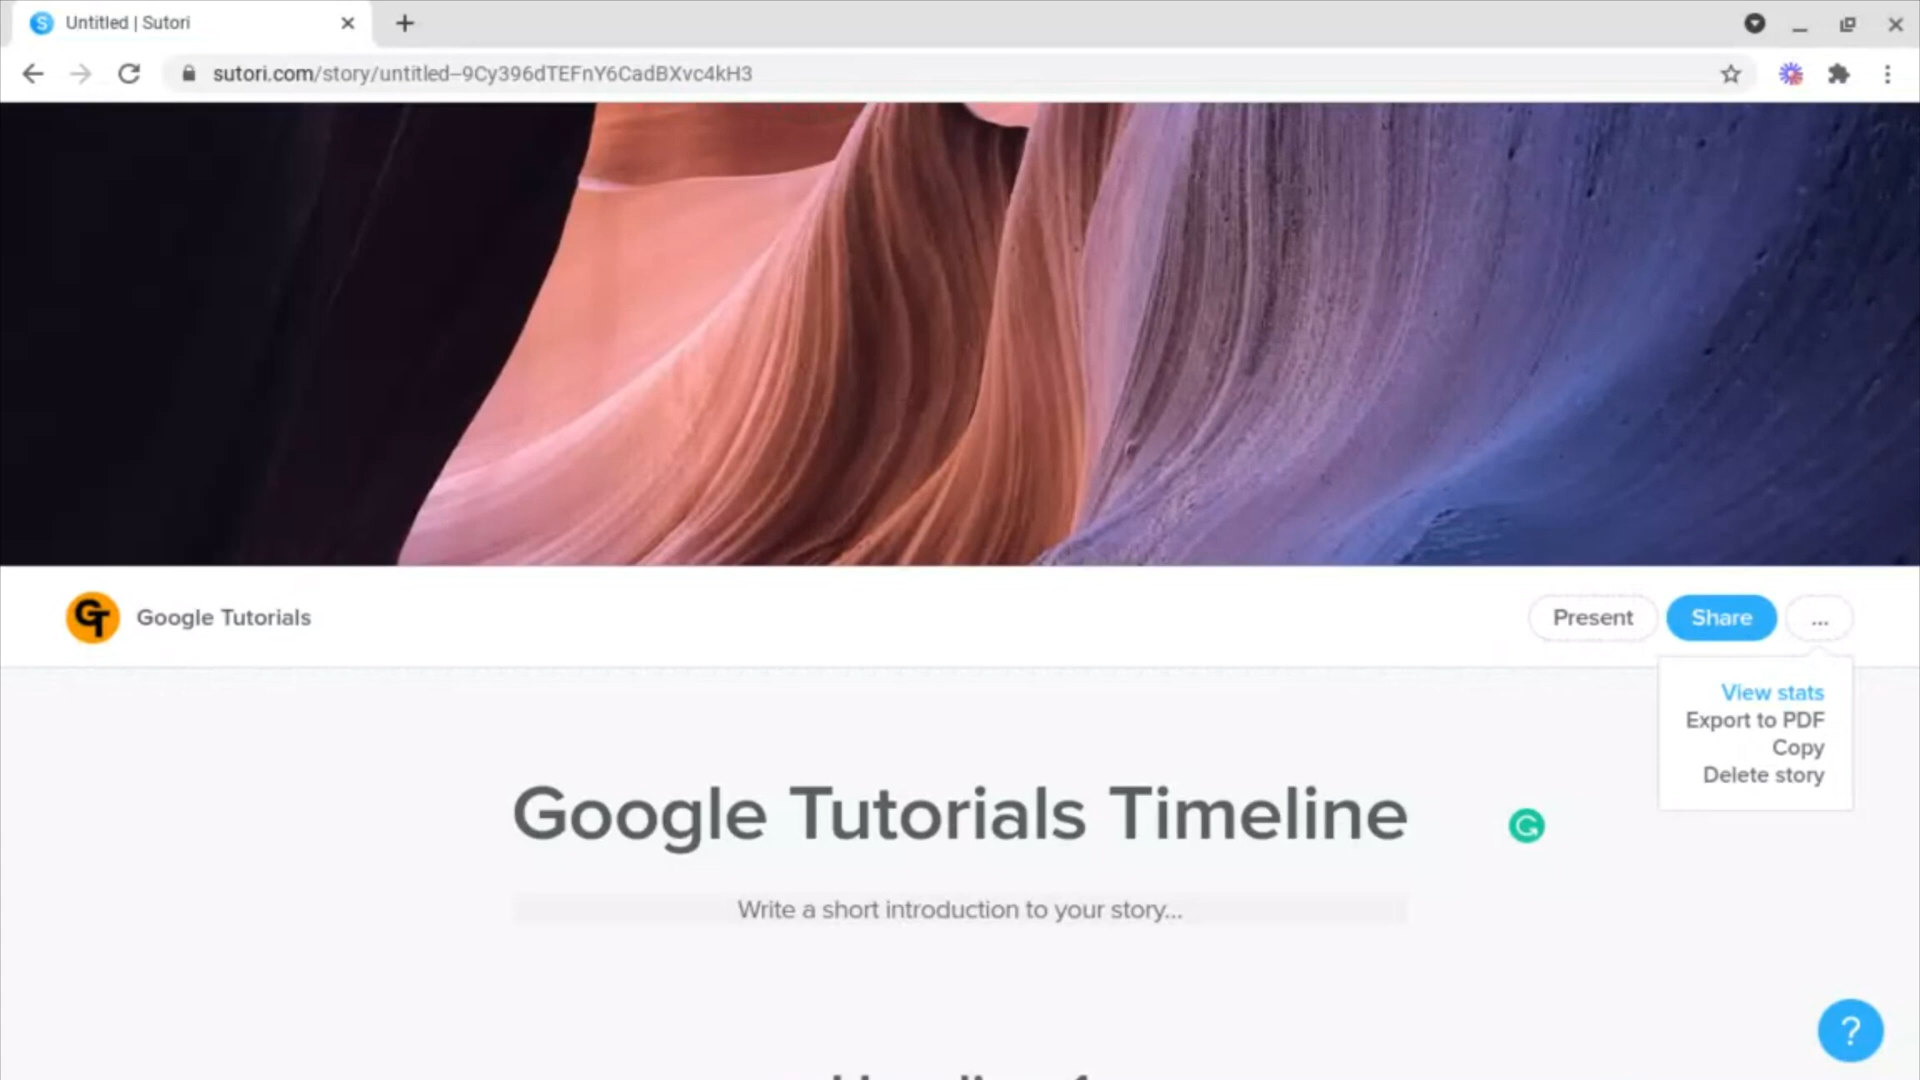 Untitled | Sutori
sutori.com/story/untitled–9Cy396dTEFnY6CadBXvc4kH3
GT Google Tutorials
Present Share ...
View stats
Export to PDF
Copy
Delete story
Google Tutorials Timeline
Write a short introduction to your story...
?